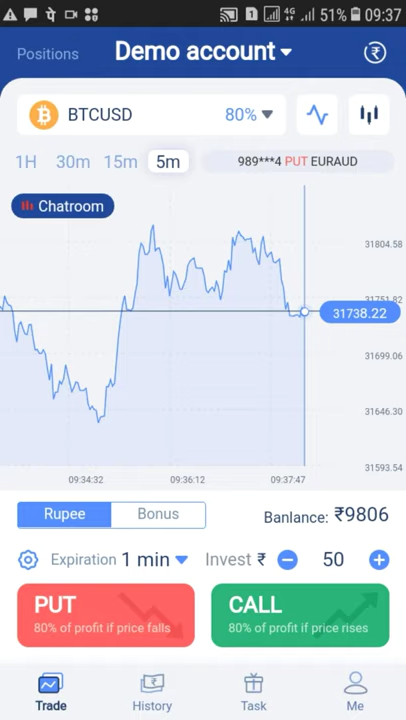 4G 51% 09:37
Positions Demo account
BTCUSD 80%
1H 30m 15m 5m 989***4 PUT EURAUD
Chatroom
31804.58
31751.82
31738.22
31699.06
31646.30
31593.54
09:34:32 09:36:12 09:37:47
Rupee Bonus Banlance: ₹9806
Expiration 1 min Invest ₹ 50
PUT
80% of profit if price falls
CALL
80% of profit if price rises
Trade History Task Me